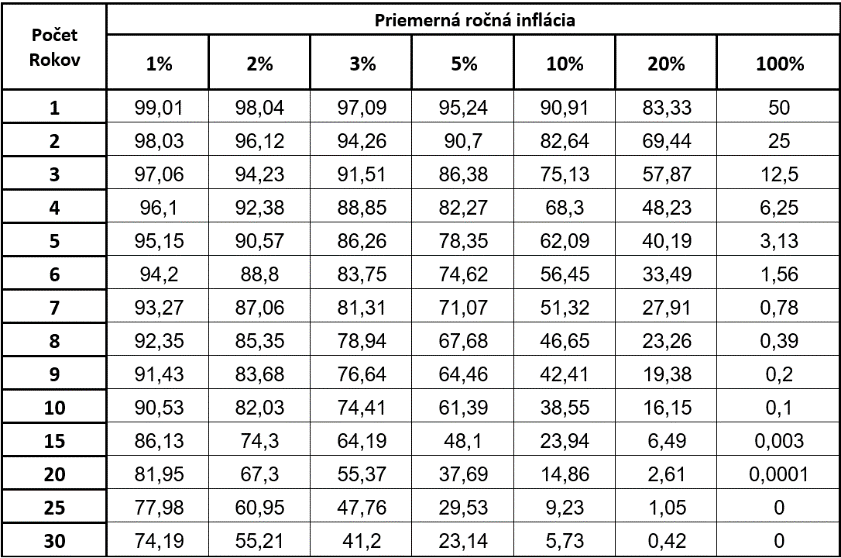 Počet Rokov Priemerná ročná inflácia
1% 2% 3% 5% 10% 20% 100%
1 99,01 98,04 97,09 95,24 90,91 83,33 50
2 98,03 96,12 94,26 90,7 82,64 69,44 25
3 97,06 94,23 91,51 86,38 75,13 57,87 12,5
4 96,1 92,38 88,85 82,27 68,3 48,23 6,25
5 95,15 90,57 86,26 78,35 62,09 40,19 3,13
6 94,2 88,8 83,75 74,62 56,45 33,49 1,56
7 93,27 87,06 81,31 71,07 51,32 27,91 0,78
8 92,35 85,35 78,94 67,68 46,65 23,26 0,39
9 91,43 83,68 76,64 64,46 42,41 19,38 0,2
10 90,53 82,03 74,41 61,39 38,55 16,15 0,1
15 86,13 74,3 64,19 48,1 23,94 6,49 0,003
20 81,95 67,3 55,37 37,69 14,86 2,61 0,0001
25 77,98 60,95 47,76 29,53 9,23 1,05 0
30 74,19 55,21 41,2 23,14 5,73 0,42 0